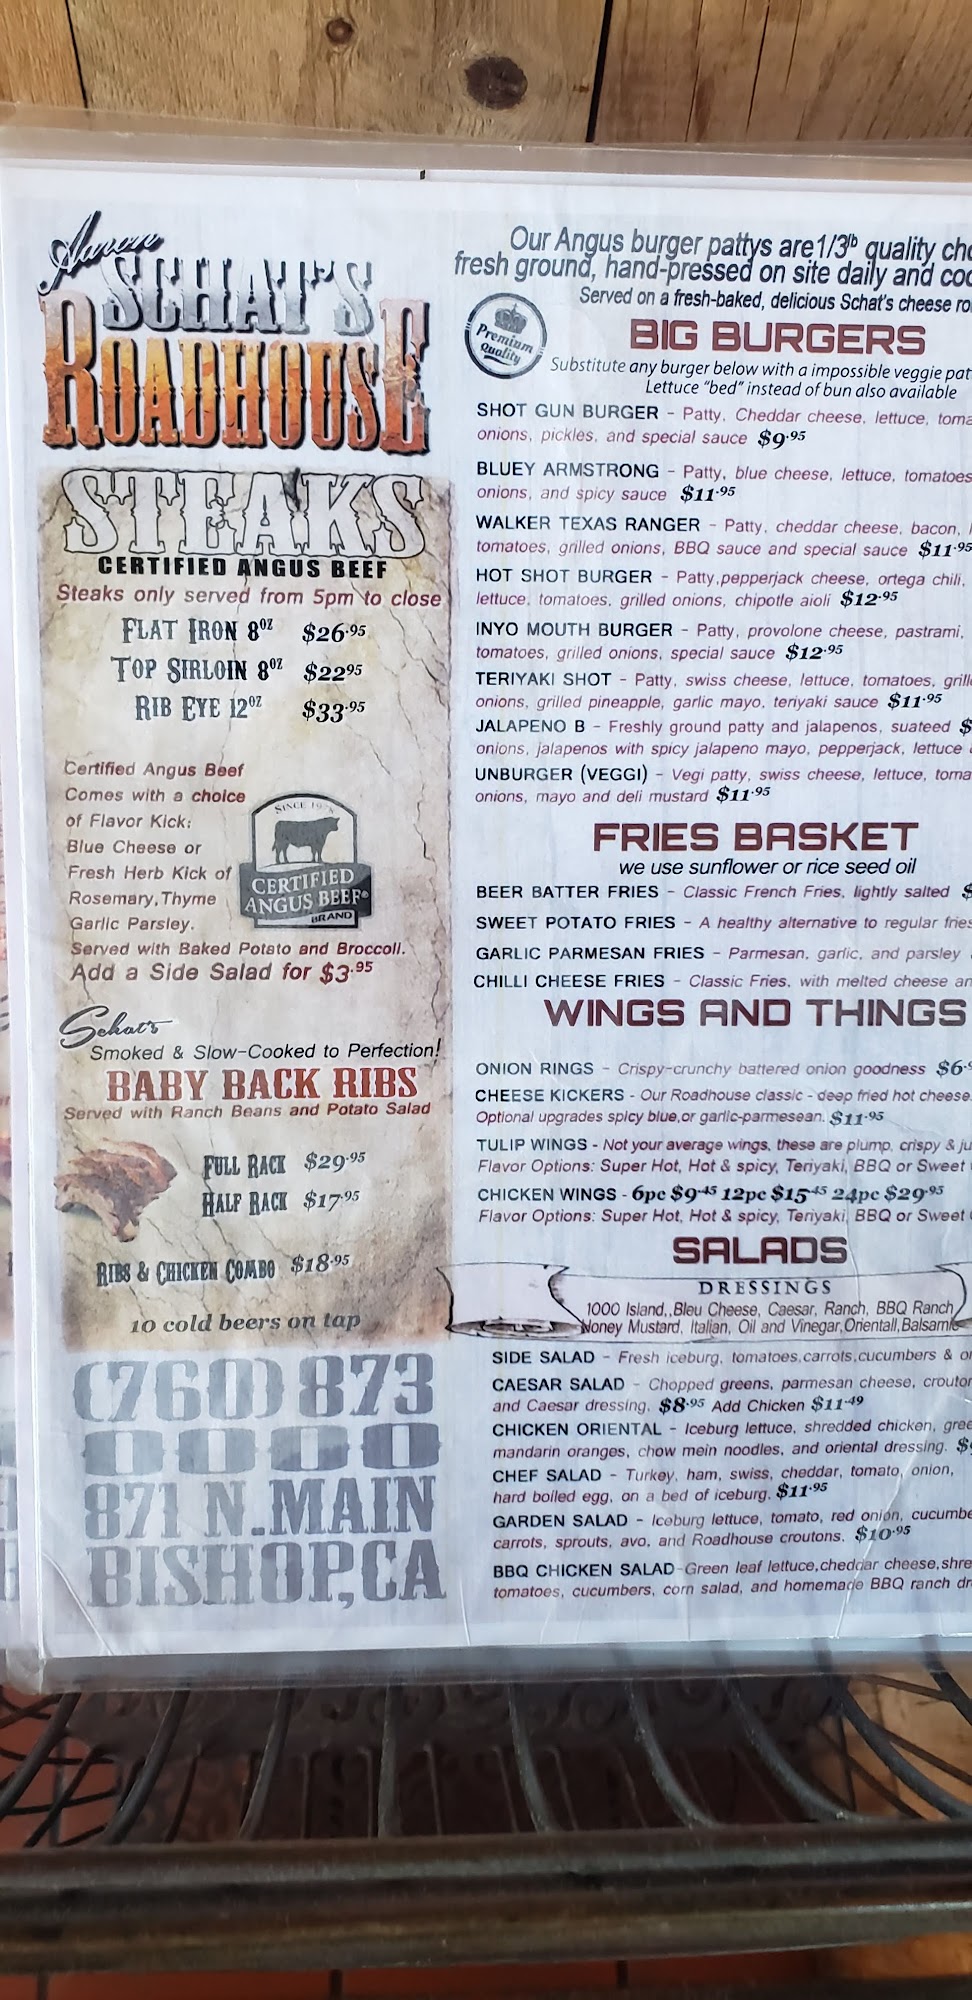 Aaron
SCHAT'S
ROADHOUSE
STEAKS
CERTIFIED ANGUS BEEF
Steaks only served from 5pm to close
FLAT IRON 8OZ $26.95
TOP SIRLOIN 8OZ $2295
RIB EYE 12OZ $33.95
Certified Angus Beef
Comes with a choice
of Flavor Kick:
Blue Cheese or
Fresh Herb Kick of
Rosemary,Thyme
Garlic Parsley.
Served with Baked Potato and Broccoli.
Add a Side Salad for $3.95
SINCE 1978
CERTIFIED
ANGUS BEEF®
BRAND
Schat's
Smoked & Slow-Cooked to Perfection!
BABY BACK RIBS
Served with Ranch Beans and Potato Salad
FULL RACK $29.95
HALF RACK $17.95
RIBS & CHICKEN COMBO $18.95
10 cold beers on tap
(760) 873
0000
871 N.MAIN
BISHOP,CA
Our Angus burger pattys are 1/3lb quality
fresh ground, hand-pressed on site daily and
Served on a fresh-baked, delicious Schat's cheese
Premium
Quality
BIG BURGERS
Substitute any burger below with a impossible veggie
Lettuce "bed" instead of bun also available
SHOT GUN BURGER - Patty, Cheddar cheese, lettuce,
onions, pickles, and special sauce $9.95
BLUEY ARMSTRONG - Patty, blue cheese, lettuce, tomatoes
onions, and spicy sauce $11.95
WALKER TEXAS RANGER - Patty, cheddar cheese, bacon,
tomatoes, grilled onions, BBQ sauce and special sauce $11.95
HOT SHOT BURGER - Patty,pepperjack cheese, ortega chili,
lettuce, tomatoes, grilled onions, chipotle aioli $12.95
INYO MOUTH BURGER - Patty, provolone cheese, pastrami,
tomatoes, grilled onions, special sauce $12.95
TERIYAKI SHOT - Patty, swiss cheese, lettuce, tomatoes,
onions, grilled pineapple, garlic mayo, teriyaki sauce $11.95
JALAPENO B - Freshly ground patty and jalapenos, suateed $
onions, jalapenos with spicy jalapeno mayo, pepperjack, lettuce
UNBURGER (VEGGI) - Vegi patty, swiss cheese, lettuce,
onions, mayo and deli mustard $11.95
FRIES BASKET
we use sunflower or rice seed oil
BEER BATTER FRIES - Classic French Fries, lightly salted $
SWEET POTATO FRIES - A healthy alternative to regular fries
GARLIC PARMESAN FRIES - Parmesan, garlic, and parsley
CHILLI CHEESE FRIES - Classic Fries, with melted cheese
WINGS AND THINGS
ONION RINGS - Crispy-crunchy battered onion goodness $6.
CHEESE KICKERS - Our Roadhouse classic - deep fried hot cheese.
Optional upgrades spicy blue,or garlic-parmesean. $11.95
TULIP WINGS - Not your average wings, these are plump, crispy &
Flavor Options: Super Hot, Hot & spicy, Teriyaki, BBQ or Sweet
CHICKEN WINGS - 6pc $9.45 12pc $15.45 24pc $29.95
Flavor Options: Super Hot, Hot & spicy, Teriyaki, BBQ or Sweet
SALADS
DRESSINGS
1000 Island,,Bleu Cheese, Caesar, Ranch, BBQ Ranch
Honey Mustard, Italian, Oil and Vinegar,Orientall,Balsamic
SIDE SALAD - Fresh iceburg, tomatoes,carrots,cucumbers &
CAESAR SALAD - Chopped greens, parmesan cheese,
and Caesar dressing. $8.95 Add Chicken $11.49
CHICKEN ORIENTAL - Iceburg lettuce, shredded chicken,
mandarin oranges, chow mein noodles, and oriental dressing.
CHEF SALAD - Turkey, ham, swiss, cheddar, tomato, onion,
hard boiled egg, on a bed of iceburg. $11.95
GARDEN SALAD - Iceburg lettuce, tomato, red onion,
carrots, sprouts, avo, and Roadhouse croutons. $10.95
BBQ CHICKEN SALAD-Green leaf lettuce,cheddar cheese,
tomatoes, cucumbers, corn salad, and homemade BBQ ranch